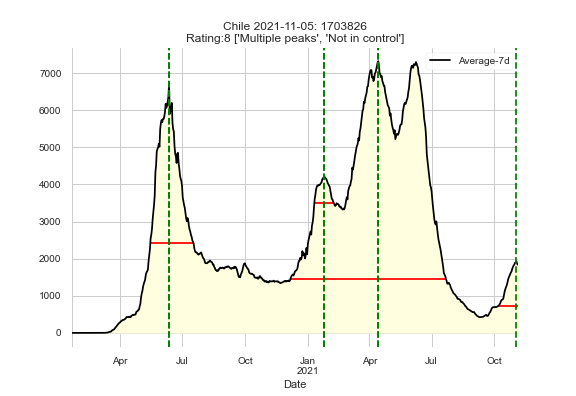 Chile 2021-11-05: 1703826
Rating:8 ['Multiple peaks', 'Not in control']
Average-7d
7000
6000
5000
4000
3000
2000
1000
0
Apr Jul Oct Jan Apr Jul Oct
2021
Date